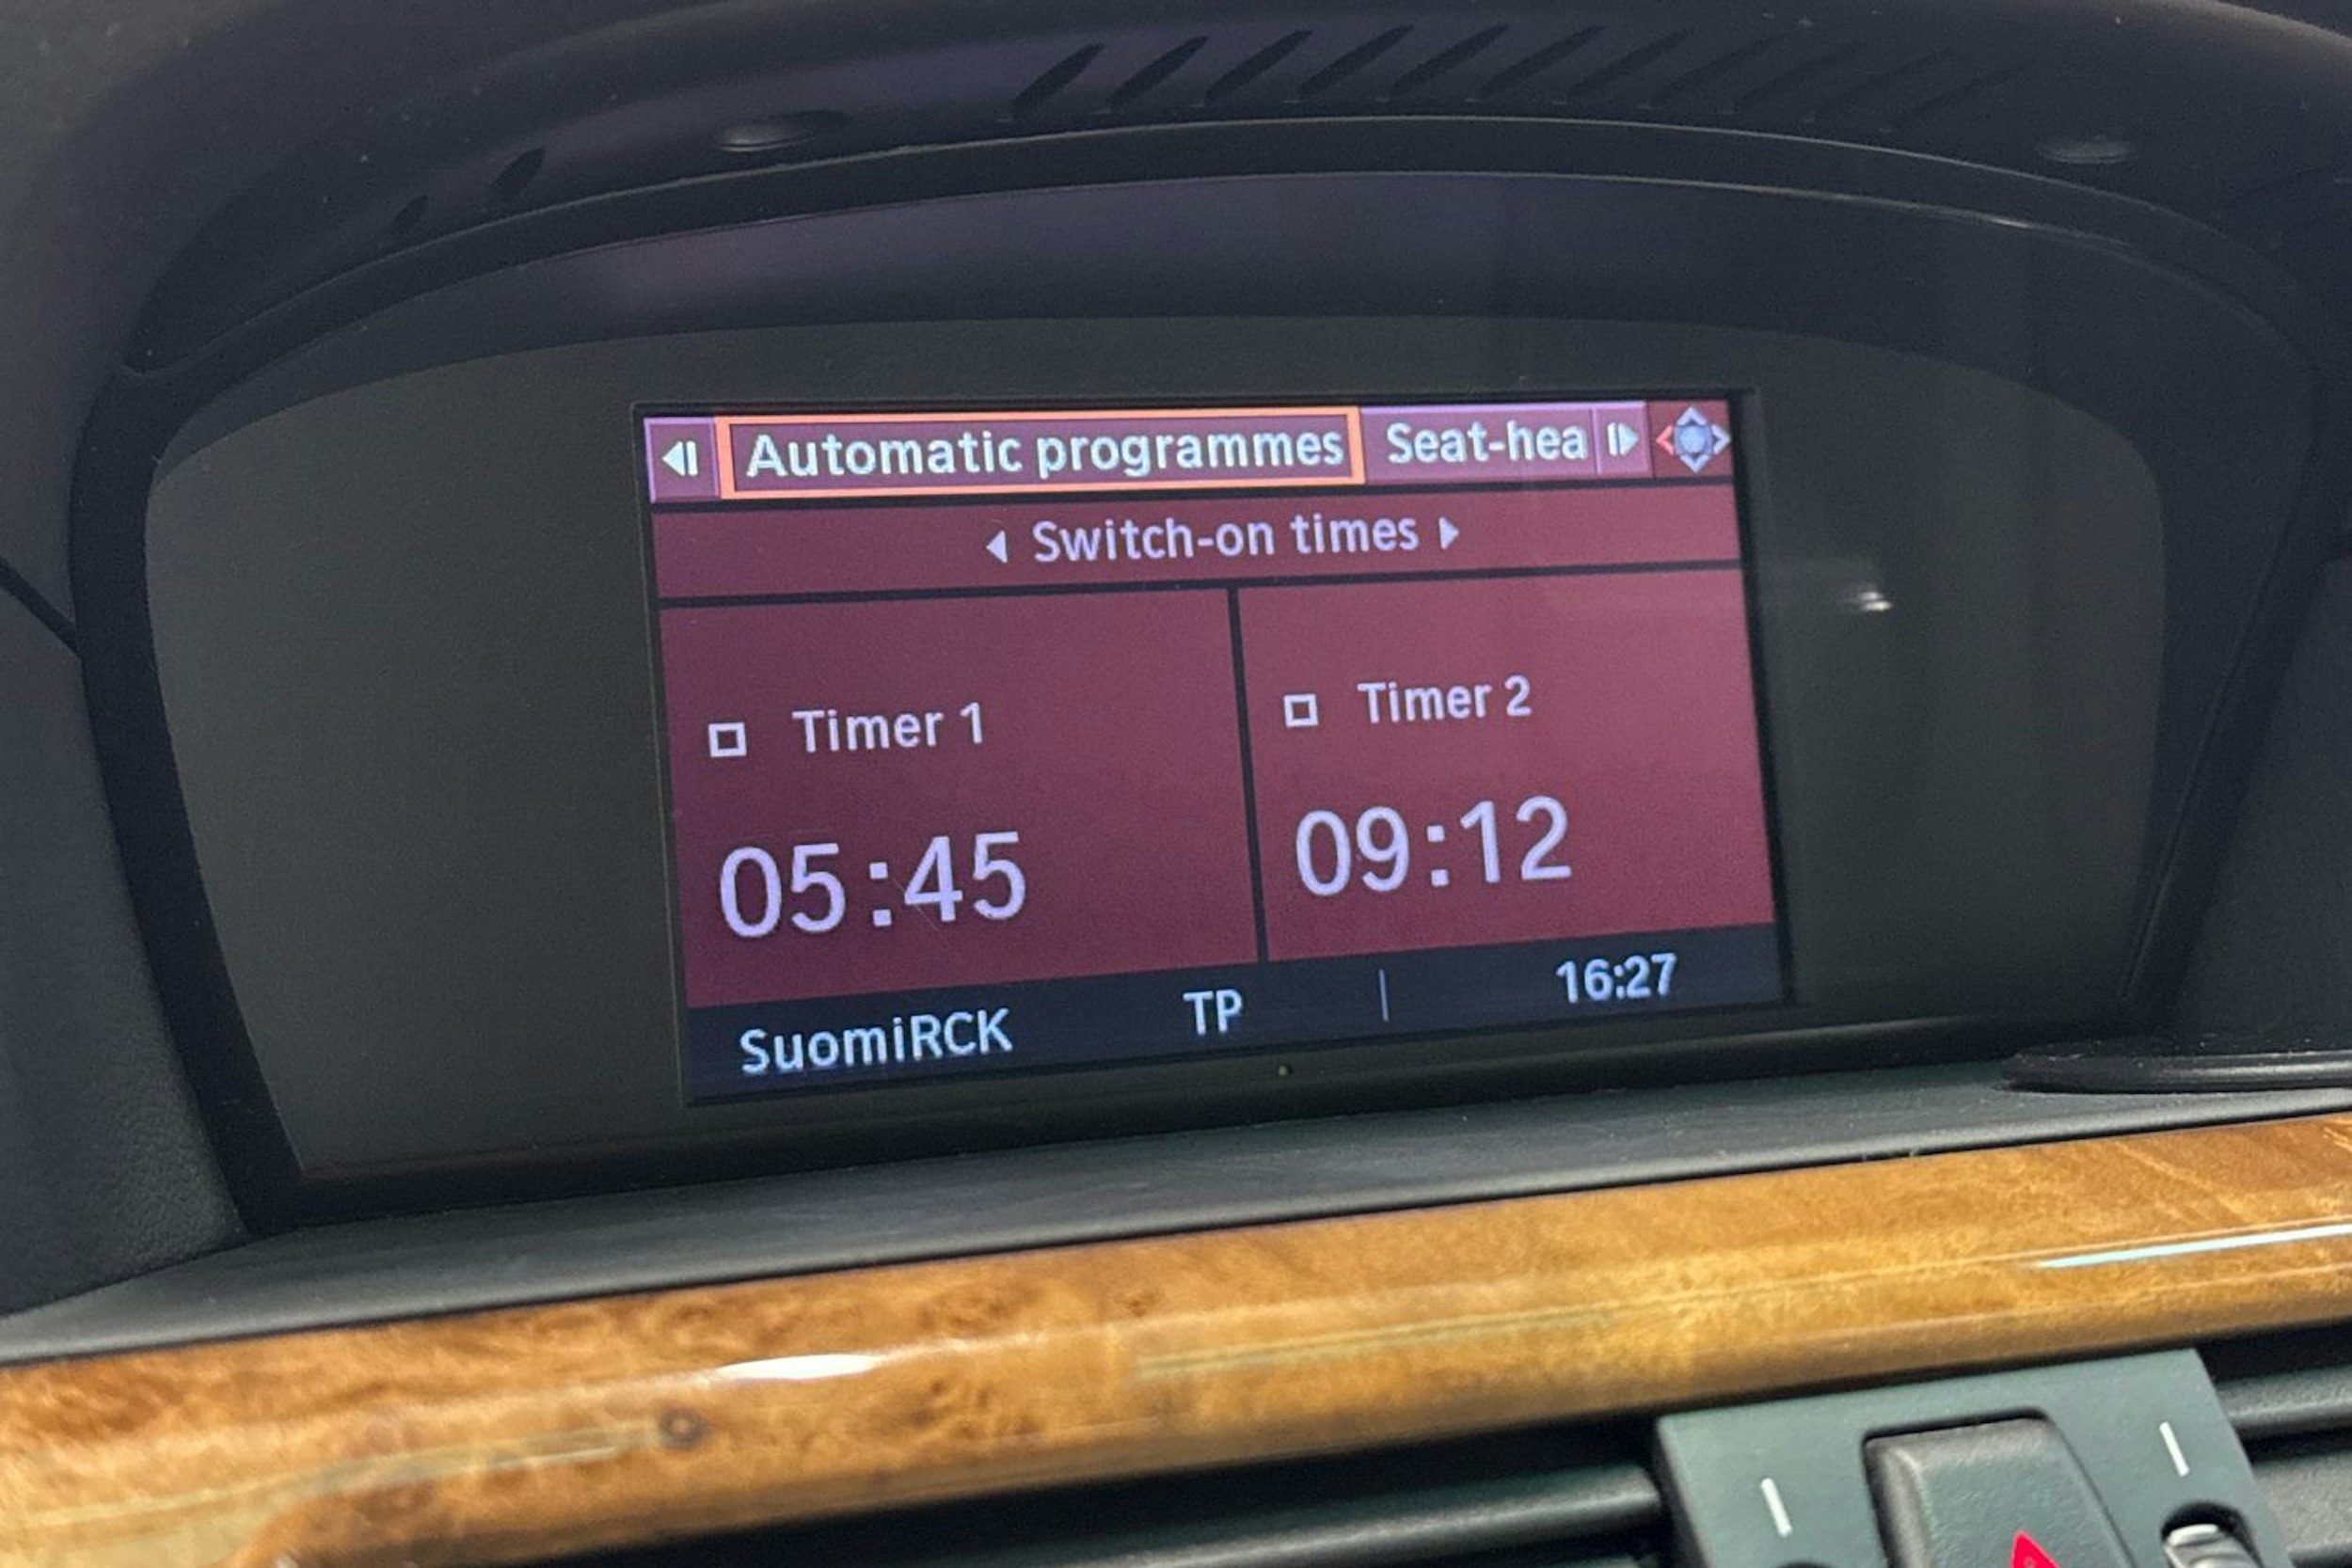 Automatic programmes Seat-hea
Switch-on times
Timer 1 Timer 2
05:45 09:12
SuomiRCK TP 16:27